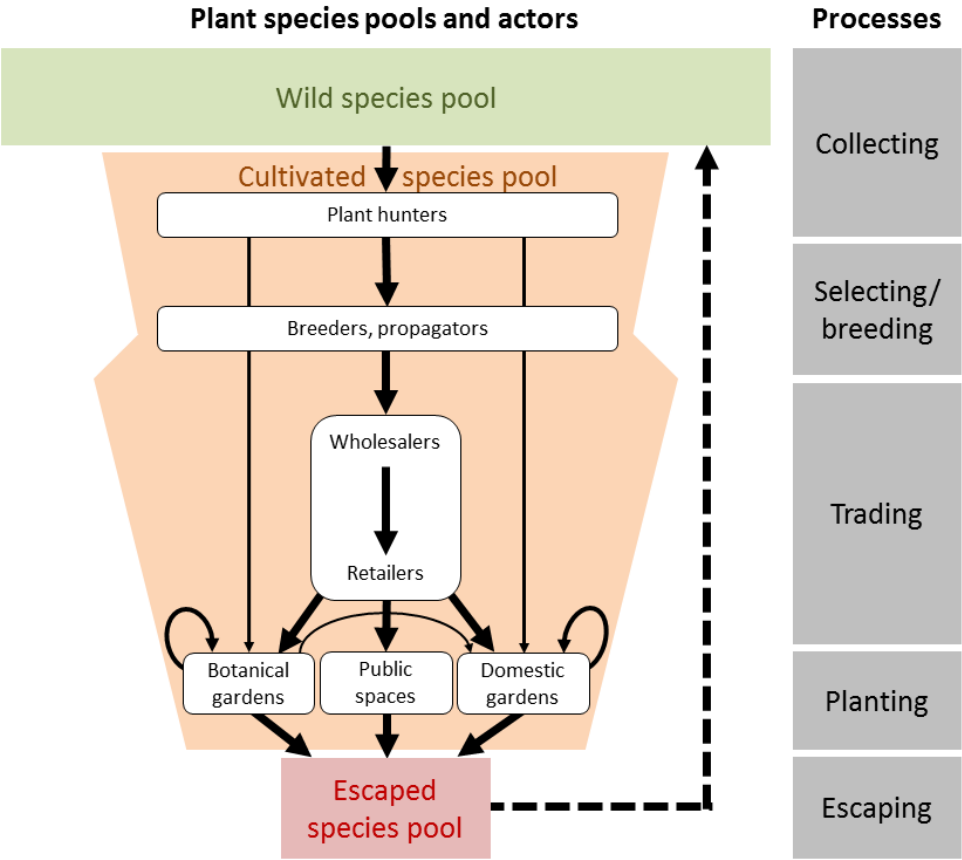 Plant species pools and actors
Processes
Wild species pool
Collecting
Cultivated species pool
Plant hunters
Selecting/
breeding
Breeders, propagators
Wholesalers
Trading
Retailers
Botanical
gardens
Public
spaces
Domestic
gardens
Planting
Escaped
species pool
Escaping